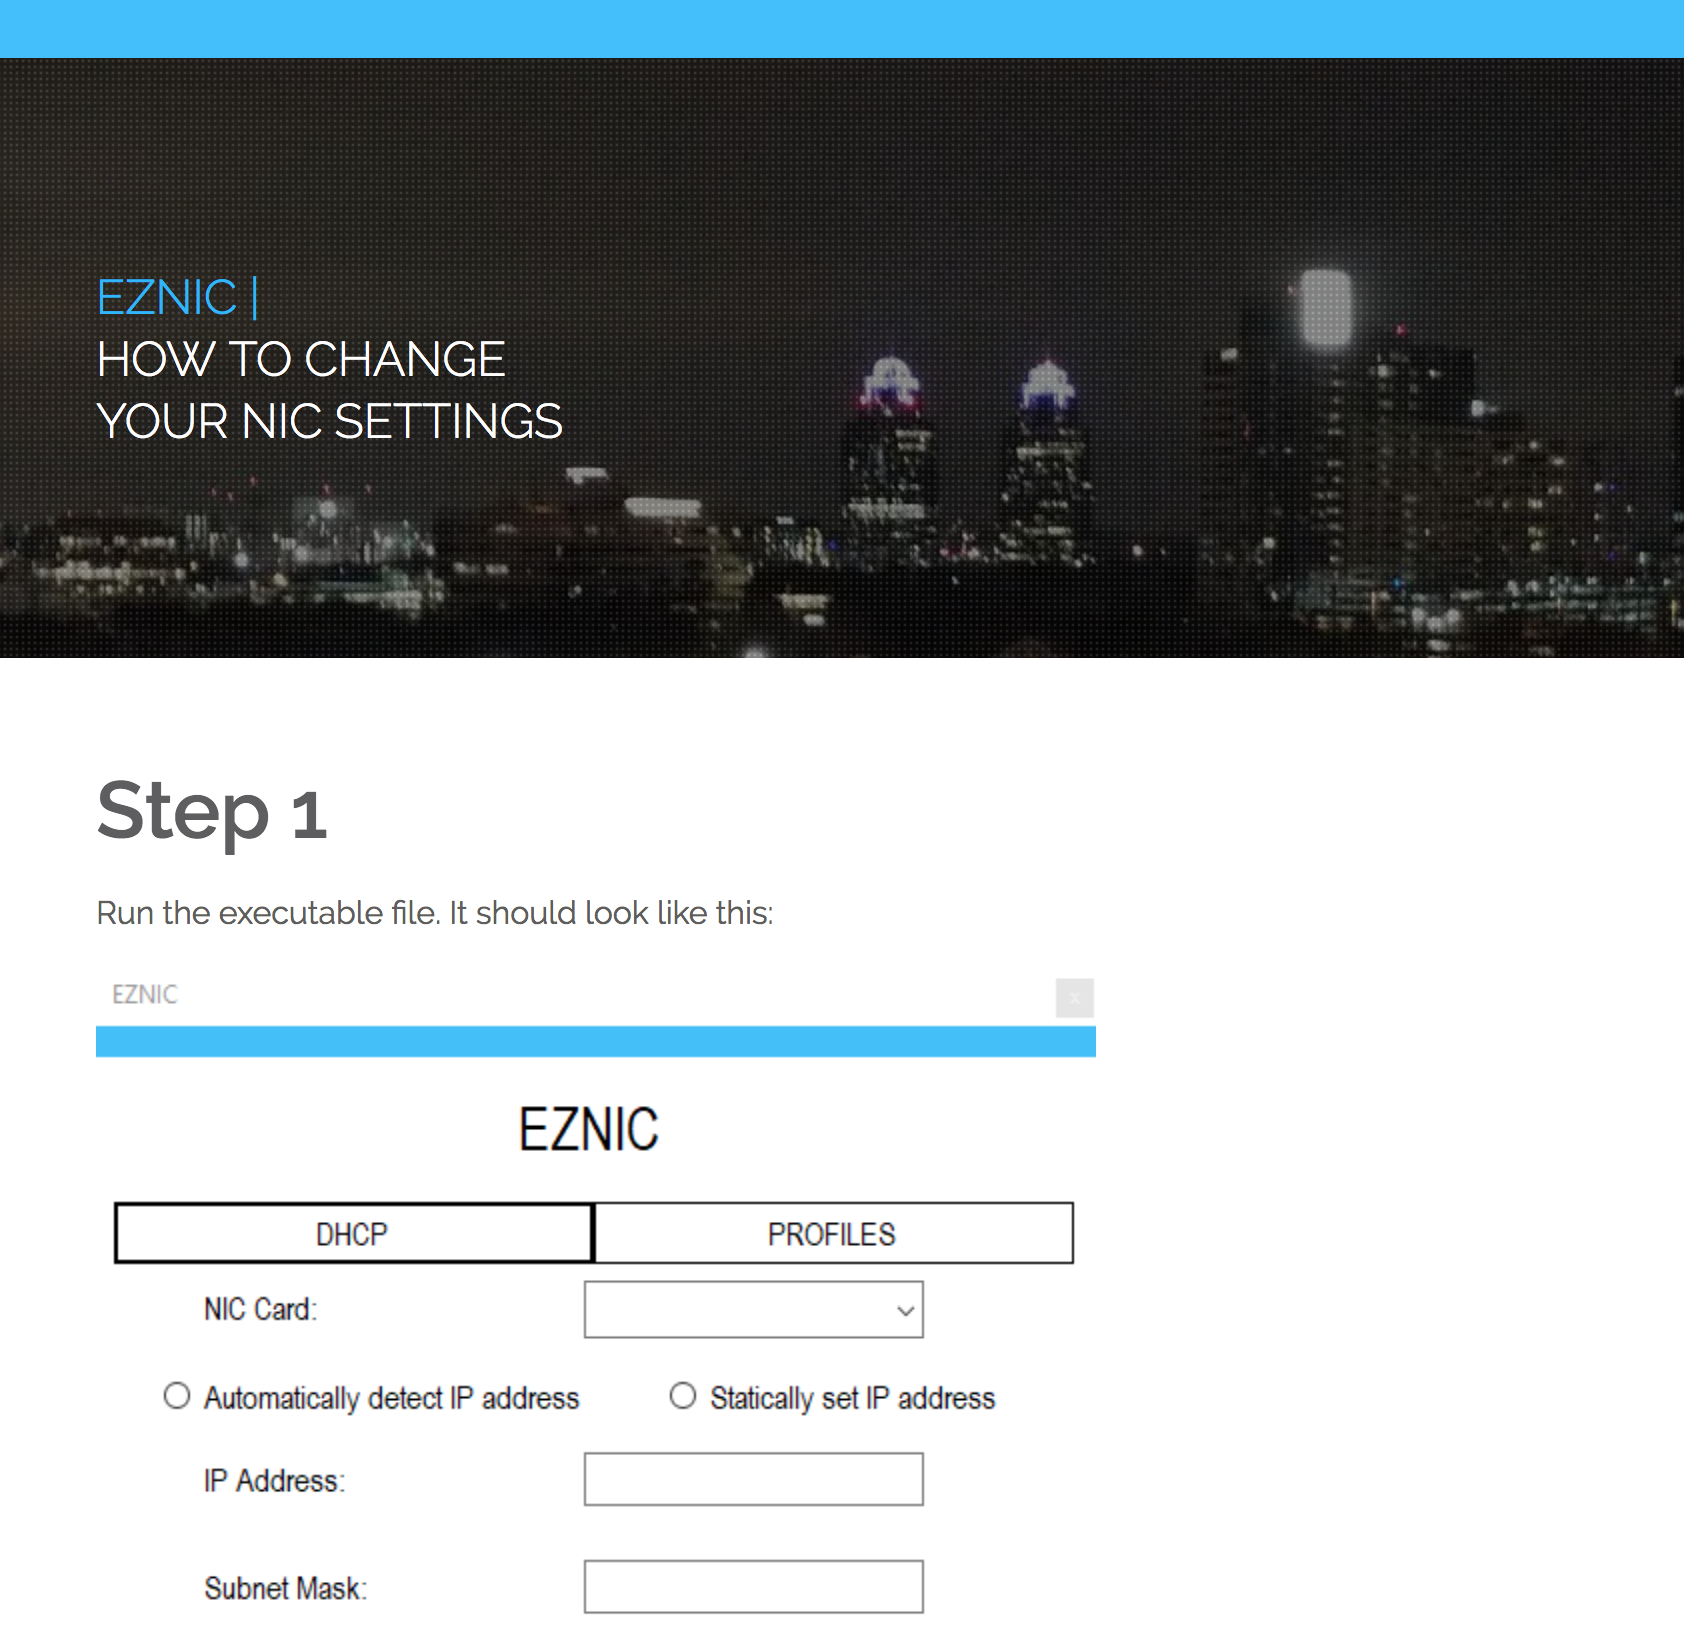 EZNIC |
HOW TO CHANGE
YOUR NIC SETTINGS
Step 1
Run the executable file. It should look like this:
EZNIC x
EZNIC
DHCP PROFILES
NIC Card:
Automatically detect IP address Statically set IP address
IP Address:
Subnet Mask: